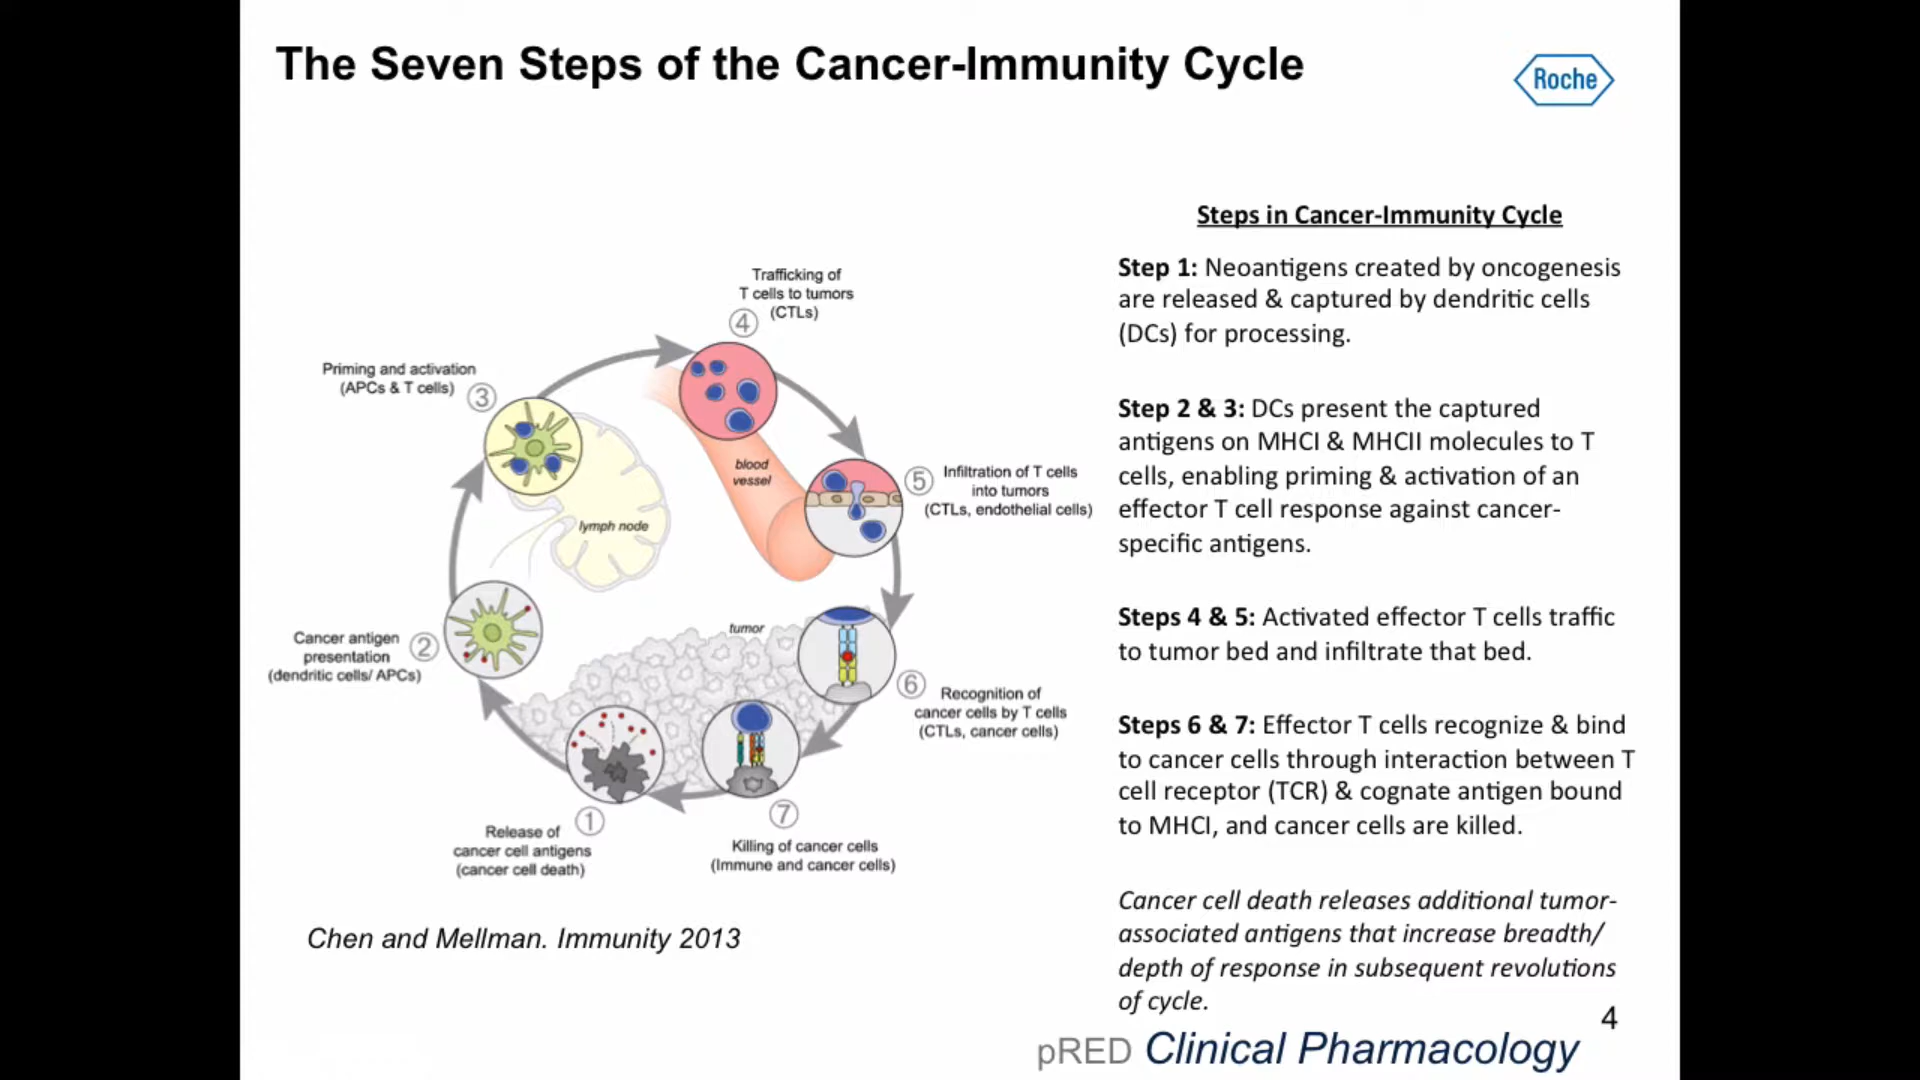 The Seven Steps of the Cancer-Immunity Cycle
Roche
Trafficking of
T cells to tumors
(CTLs)
4
Priming and activation
(APCs & T cells)
3
blood
vessel
5
Infiltration of T cells
into tumors
(CTLs, endothelial cells)
lymph node
tumor
Cancer antigen
presentation
(dendritic cells/ APCs)
2
6
Recognition of
cancer cells by T cells
(CTLs, cancer cells)
1
Release of
cancer cell antigens
(cancer cell death)
7
Killing of cancer cells
(Immune and cancer cells)
Chen and Mellman. Immunity 2013
Steps in Cancer-Immunity Cycle
Step 1: Neoantigens created by oncogenesis
are released & captured by dendritic cells
(DCs) for processing.
Step 2 & 3: DCs present the captured
antigens on MHCI & MHCII molecules to T
cells, enabling priming & activation of an
effector T cell response against cancer-
specific antigens.
Steps 4 & 5: Activated effector T cells traffic
to tumor bed and infiltrate that bed.
Steps 6 & 7: Effector T cells recognize & bind
to cancer cells through interaction between T
cell receptor (TCR) & cognate antigen bound
to MHCI, and cancer cells are killed.
Cancer cell death releases additional tumor-
associated antigens that increase breadth/
depth of response in subsequent revolutions
of cycle.
4
pRED Clinical Pharmacology